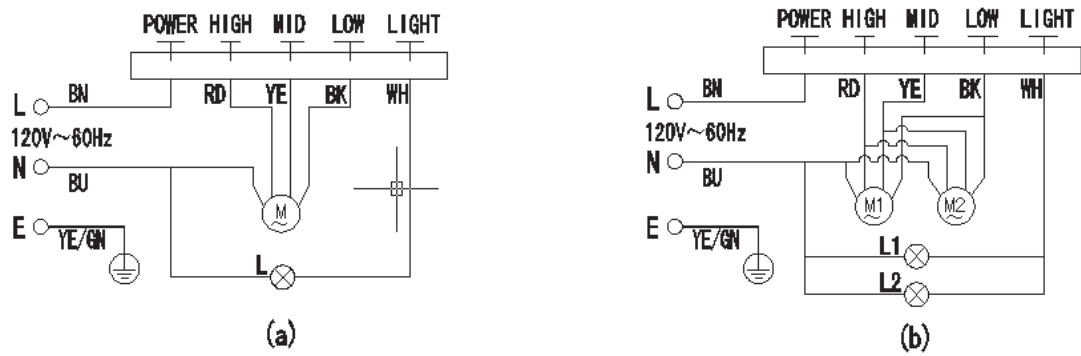 POWER HIGH MID LOW LIGHT
RD YE BK WH
L BN
120V~60Hz
N
BU
M
E
YE/GN
L
(a)
POWER HIGH MID LOW LIGHT
RD YE BK WH
L BN
120V~60Hz
N
BU
M1 M2
E
YE/GN
L1
L2
(b)